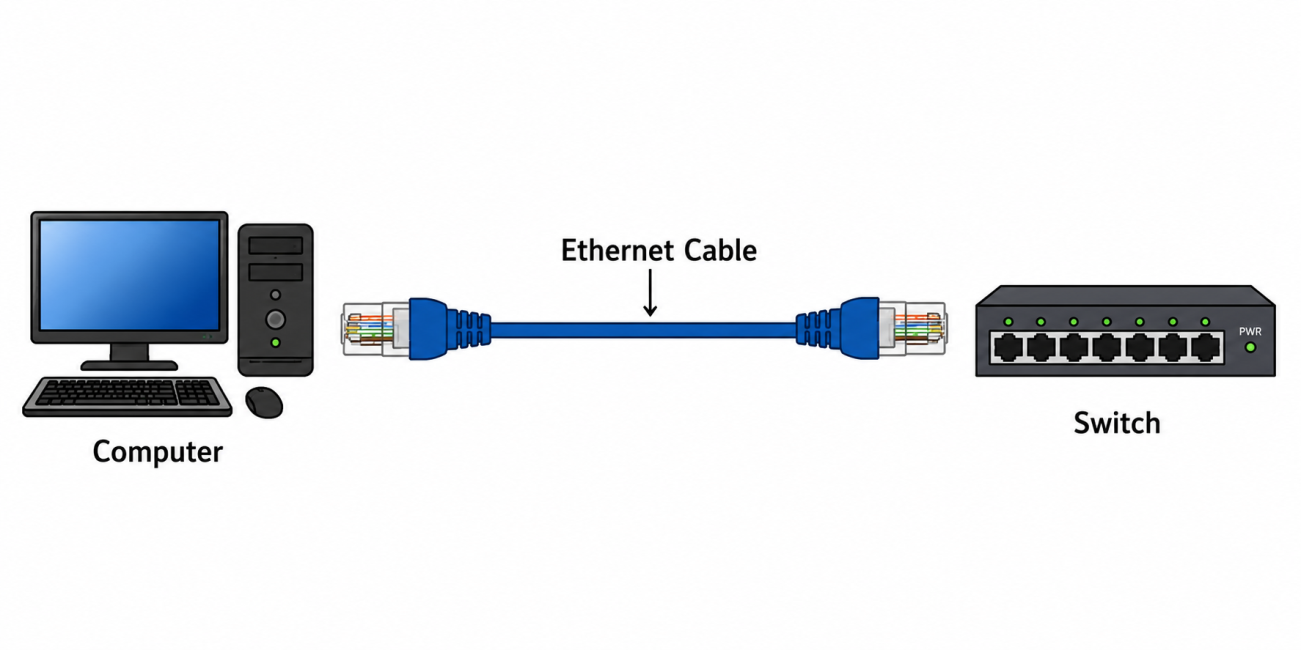 Ethernet Cable
PWR
Switch
Computer